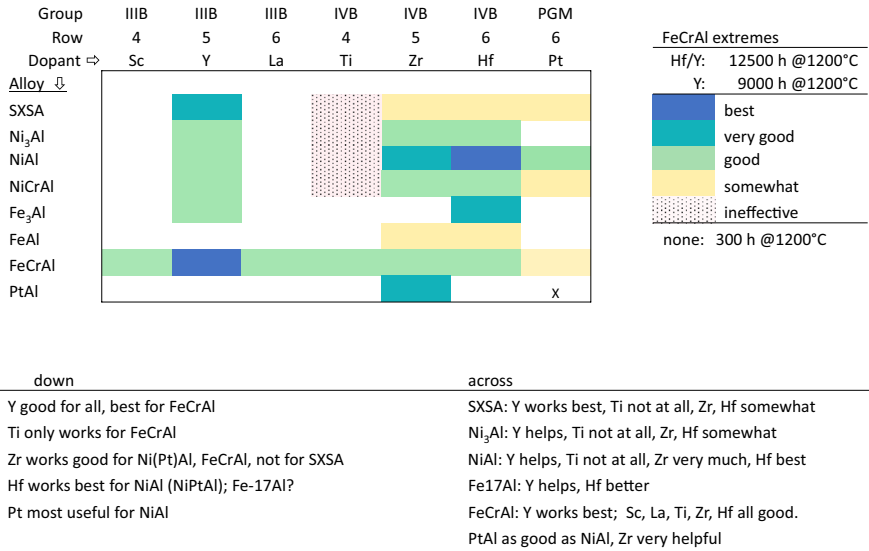 Group IIIB IIIB IIIB IVB IVB IVB PGM
Row 4 5 6 4 5 6 6
Dopant ⇨ Sc Y La Ti Zr Hf Pt
Alloy ⇩
SXSA
Ni3Al
NiAl
NiCrAl
Fe3Al
FeAl
FeCrAl
PtAl X
FeCrAl extremes
Hf/Y: 12500 h @1200°C
Y: 9000 h @1200°C
best
very good
good
somewhat
ineffective
none: 300 h @1200°C
down
Y good for all, best for FeCrAl
Ti only works for FeCrAl
Zr works good for Ni(Pt)Al, FeCrAl, not for SXSA
Hf works best for NiAl (NiPtAl); Fe-17Al?
Pt most useful for NiAl
across
SXSA: Y works best, Ti not at all, Zr, Hf somewhat
Ni3Al: Y helps, Ti not at all, Zr, Hf somewhat
NiAl: Y helps, Ti not at all, Zr very much, Hf best
Fe17Al: Y helps, Hf better
FeCrAl: Y works best; Sc, La, Ti, Zr, Hf all good.
PtAl as good as NiAl, Zr very helpful